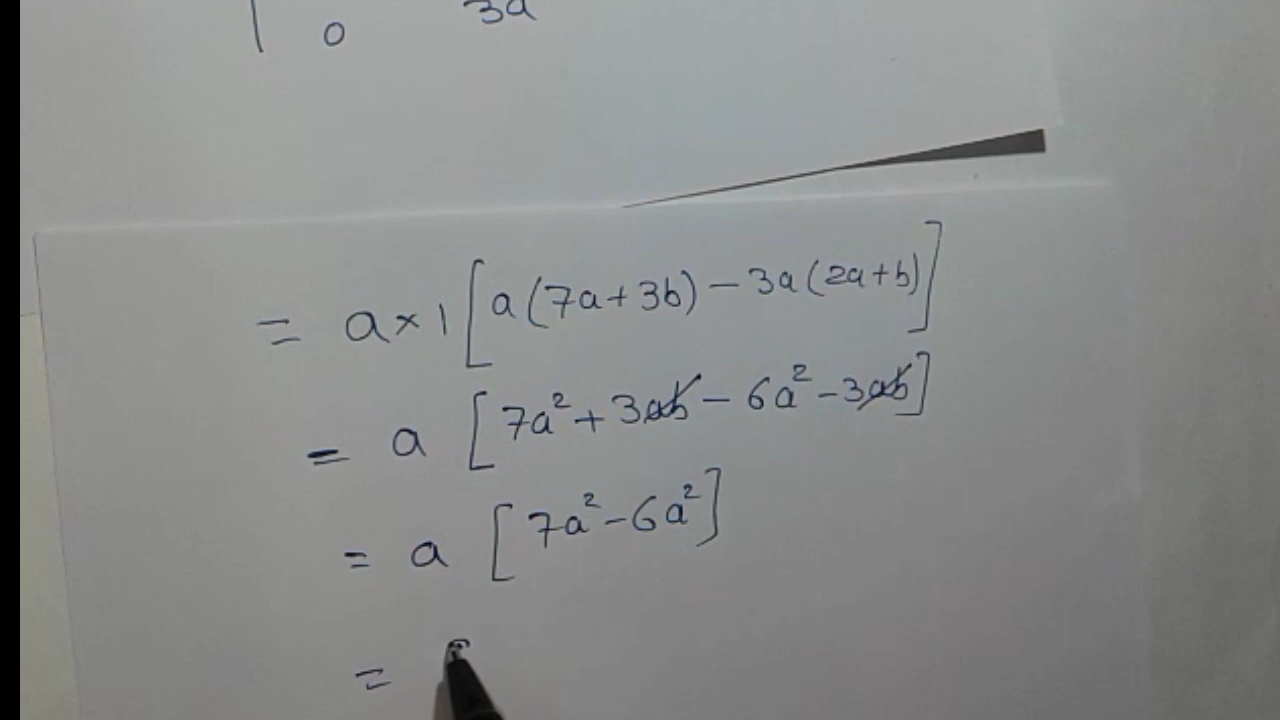 | 0 3a
= a × 1 [a(7a + 3b) - 3a(2a + b)]
= a [7a² + 3ab - 6a² - 3ab]
= a [7a² - 6a²]
=